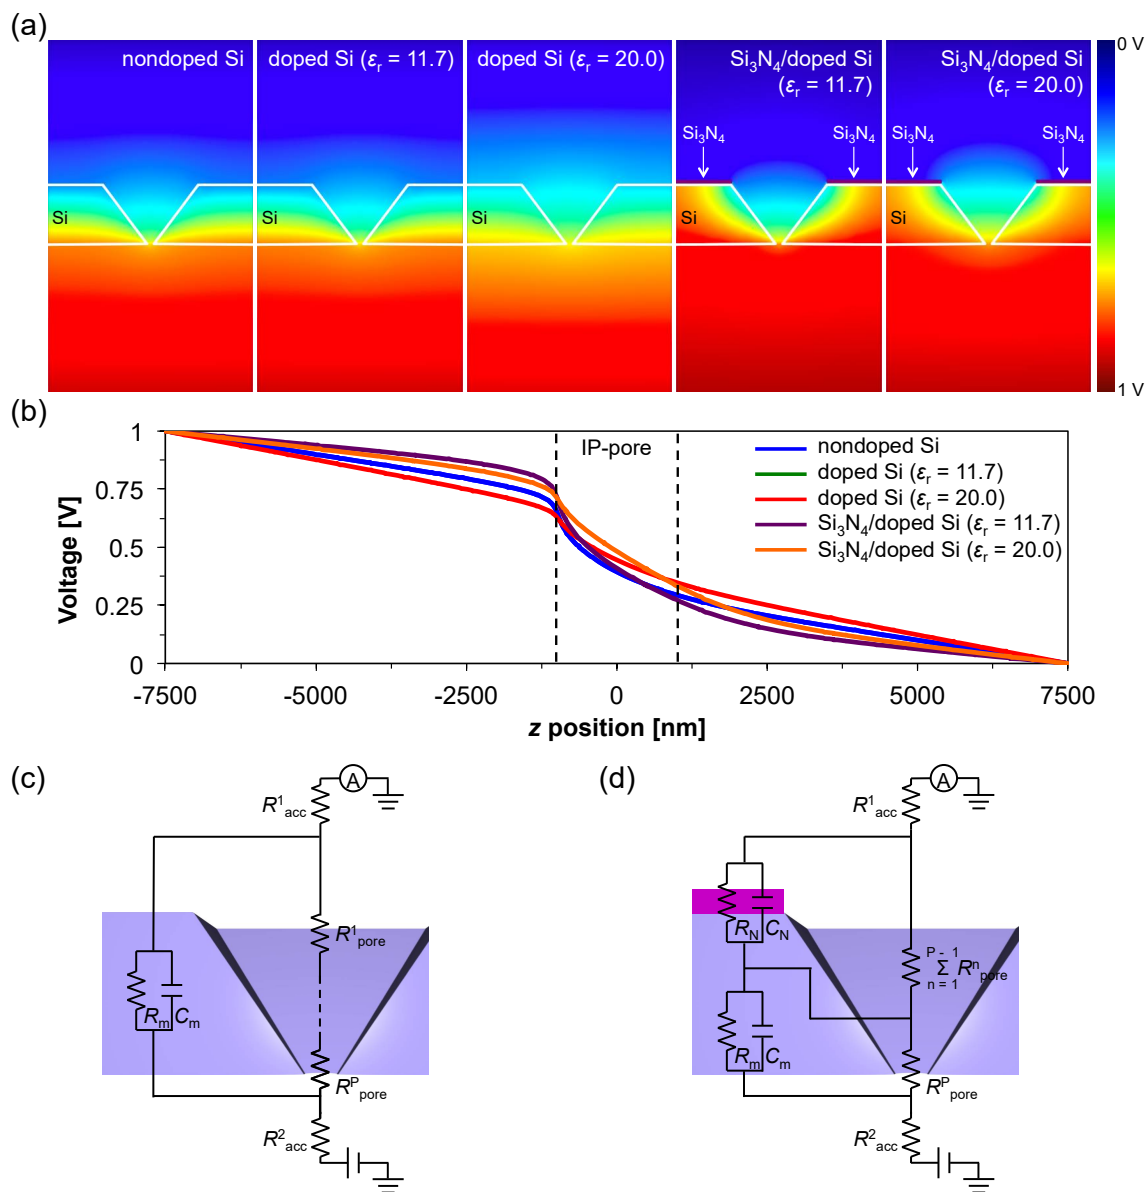 (a)
nondoped Si
doped Si (εr = 11.7)
doped Si (εr = 20.0)
Si3N4/doped Si
(εr = 11.7)
Si3N4/doped Si
(εr = 20.0)
0 V
Si3N4
Si3N4
Si3N4
Si3N4
Si
Si
Si
Si
Si
1 V
(b)
1
0.75
0.5
0.25
0
Voltage [V]
IP-pore
nondoped Si
doped Si (εr = 11.7)
doped Si (εr = 20.0)
Si3N4/doped Si (εr = 11.7)
Si3N4/doped Si (εr = 20.0)
-7500
-5000
-2500
0
2500
5000
7500
z position [nm]
(c)
A
R1acc
R1pore
Rm
Cm
RPpore
R2acc
(d)
A
R1acc
RN
CN
P - 1
Σ Rnpore
n = 1
Rm
Cm
RPpore
R2acc